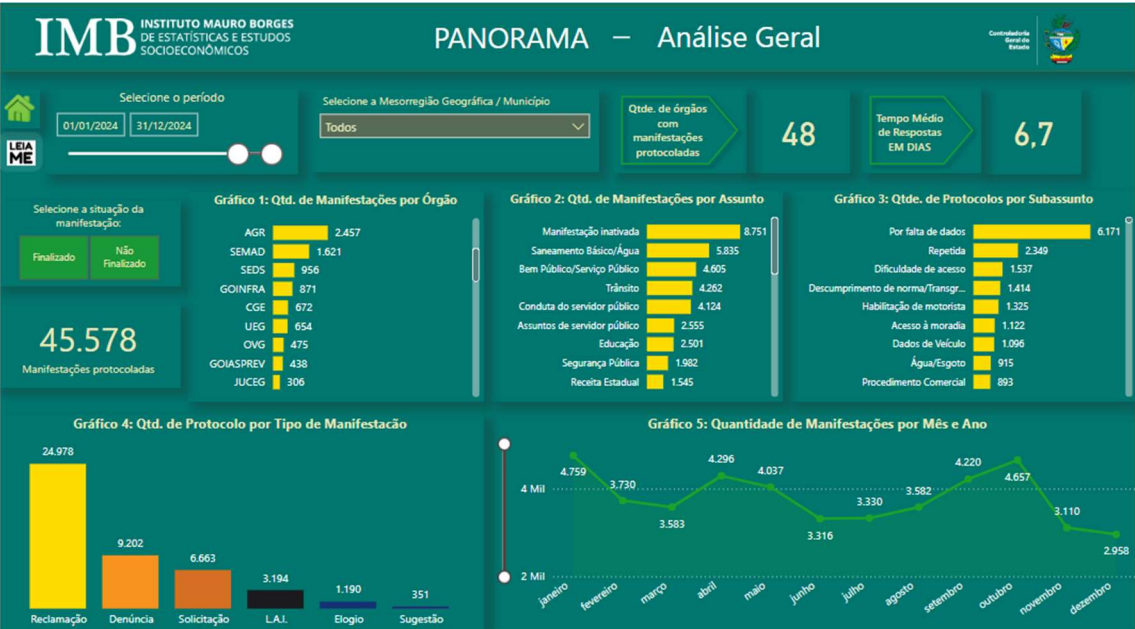 IMB INSTITUTO MAURO BORGES
DE ESTATÍSTICAS E ESTUDOS
SOCIOECONÔMICOS
PANORAMA – Análise Geral
Controladoria
Geral do
Estado
Selecione o período
01/01/2024 31/12/2024
LEIA
ME
Selecione a Mesorregião Geográfica / Município
Todos
Qtde. de órgãos
com
manifestações
protocoladas
48
Tempo Médio
de Respostas
EM DIAS
6,7
Selecione a situação da
manifestação:
Finalizado
Não
Finalizado
45.578
Manifestações protocoladas
Gráfico 1: Qtd. de Manifestações por Órgão
AGR 2.457
SEMAD 1.621
SEDS 956
GOINFRA 871
CGE 672
UEG 654
OVG 475
GOIASPREV 438
JUCEG 306
Gráfico 2: Qtd. de Manifestações por Assunto
Manifestação inativada 8.751
Saneamento Básico/Água 5.835
Bem Público/Serviço Público 4.605
Trânsito 4.262
Conduta do servidor público 4.124
Assuntos de servidor público 2.555
Educação 2.501
Segurança Pública 1.982
Receita Estadual 1.545
Gráfico 3: Qtde. de Protocolos por Subassunto
Por falta de dados 6.171
Repetida 2.349
Dificuldade de acesso 1.537
Descumprimento de norma/Transgr... 1.414
Habilitação de motorista 1.325
Acesso à moradia 1.122
Dados de Veículo 1.096
Água/Esgoto 915
Procedimento Comercial 893
Gráfico 4: Qtd. de Protocolo por Tipo de Manifestacão
24.978
9.202
6.663
3.194
1.190
351
Reclamação Denúncia Solicitação L.A.I. Elogio Sugestão
Gráfico 5: Quantidade de Manifestações por Mês e Ano
4 Mil
2 Mil
4.759
3.730
3.583
4.296
4.037
3.316
3.330
3.582
4.220
4.657
3.110
2.958
janeiro fevereiro março abril maio junho julho agosto setembro outubro novembro dezembro